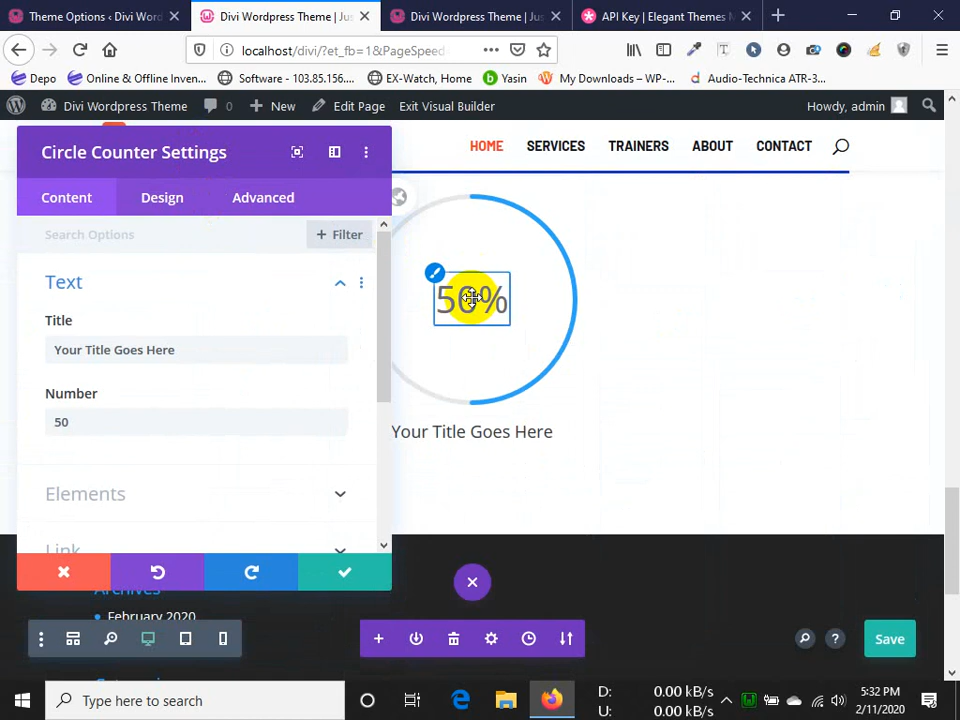 Theme Options ‹ Divi Word
Divi Wordpress Theme | Jus
Divi Wordpress Theme | Jus
API Key | Elegant Themes M
localhost/divi/?et_fb=1&PageSpeed
Depo
Online & Offline Inven...
Software - 103.85.156....
EX-Watch, Home
Yasin
My Downloads – WP-...
Audio-Technica ATR-3...
Divi Wordpress Theme
0
New
Edit Page
Exit Visual Builder
Howdy, admin
Circle Counter Settings
HOME
SERVICES
TRAINERS
ABOUT
CONTACT
Content
Design
Advanced
Search Options
+ Filter
Text
50%
Title
Your Title Goes Here
Number
50
Your Title Goes Here
Elements
Link
Archives
February 2020
Save
Type here to search
D: 0.00 kB/s
U: 0.00 kB/s
5:32 PM
2/11/2020